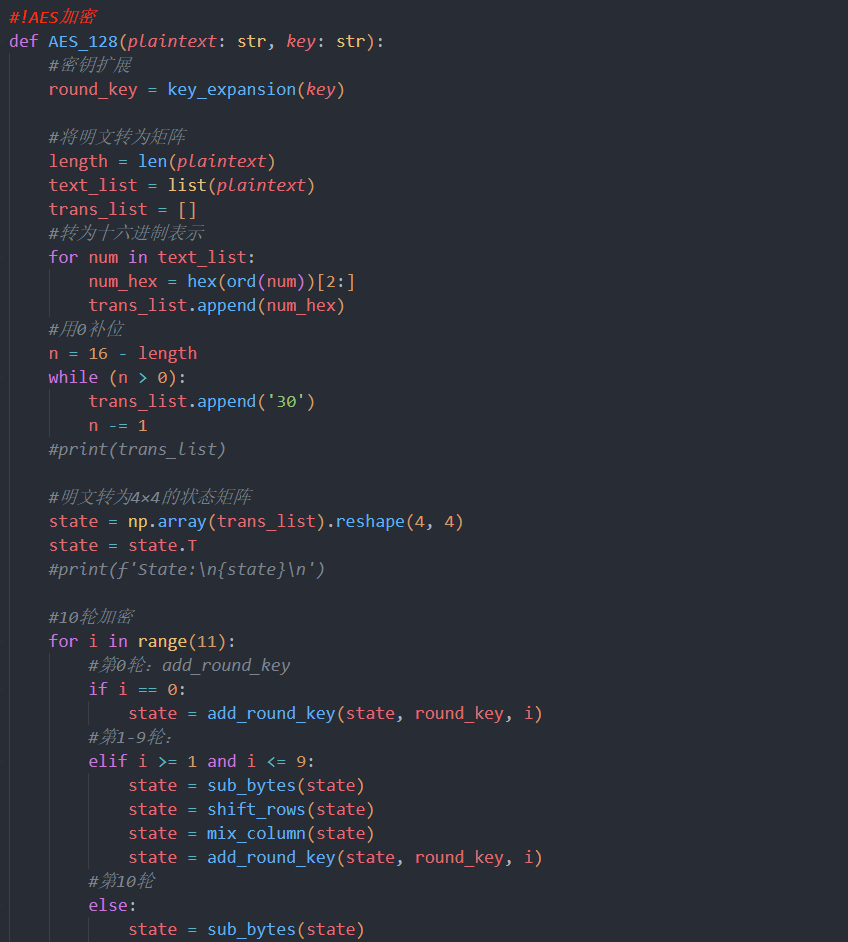 #!AES加密
def AES_128(plaintext: str, key: str):
    #密钥扩展
    round_key = key_expansion(key)

    #将明文转为矩阵
    length = len(plaintext)
    text_list = list(plaintext)
    trans_list = []
    #转为十六进制表示
    for num in text_list:
        num_hex = hex(ord(num))[2:]
        trans_list.append(num_hex)
    #用0补位
    n = 16 - length
    while (n > 0):
        trans_list.append('30')
        n -= 1
    #print(trans_list)

    #明文转为4×4的状态矩阵
    state = np.array(trans_list).reshape(4, 4)
    state = state.T
    #print(f'State:\n{state}\n')

    #10轮加密
    for i in range(11):
        #第0轮：add_round_key
        if i == 0:
            state = add_round_key(state, round_key, i)
        #第1-9轮：
        elif i >= 1 and i <= 9:
            state = sub_bytes(state)
            state = shift_rows(state)
            state = mix_column(state)
            state = add_round_key(state, round_key, i)
        #第10轮
        else:
            state = sub_bytes(state)